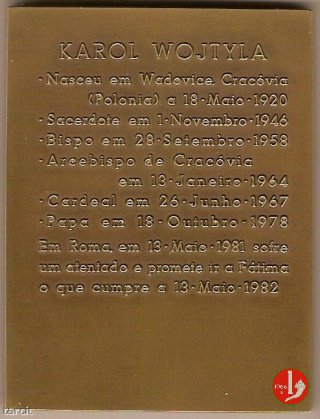 KAROL WOJTYLA
·Nasceu em Wadovice, Cracóvia
(Polonia) a 18·Maio·1920
·Sacerdote em 1·Novembro·1946
·Bispo em 28·Setembro·1958
·Arcebispo de Cracóvia
em 13·Janeiro·1964
·Cardeal em 26·Junho·1967
·Papa em 18·Outubro·1978
Em Roma, em 13·Maio·1981 sofre
um atentado e promete ir a Fátima
o que cumpre a 13·Maio·1982
tarcit